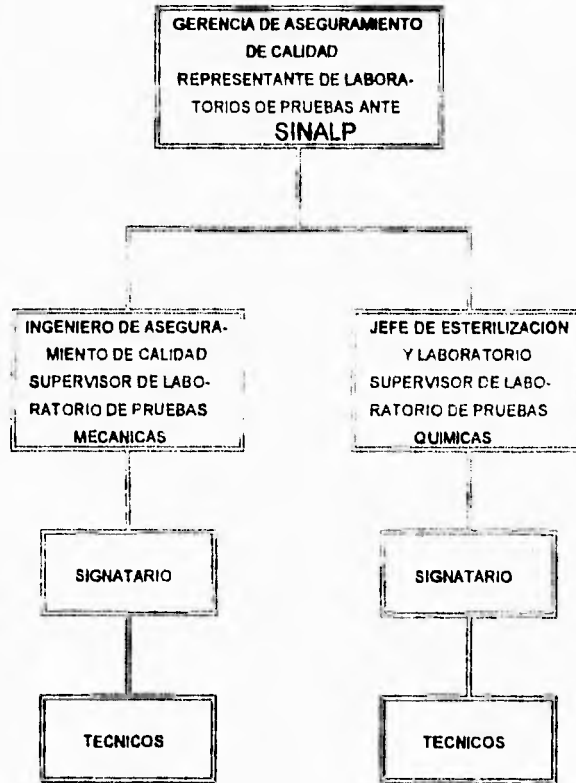 GERENCIA DE ASEGURAMIENTO
DE CALIDAD
REPRESENTANTE DE LABORA-
TORIOS DE PRUEBAS ANTE
SINALP
INGENIERO DE ASEGURA-
MIENTO DE CALIDAD
SUPERVISOR DE LABO-
RATORIO DE PRUEBAS
MECANICAS
JEFE DE ESTERILIZACION
Y LABORATORIO
SUPERVISOR DE LABO-
RATORIO DE PRUEBAS
QUIMICAS
SIGNATARIO
SIGNATARIO
TECNICOS
TECNICOS